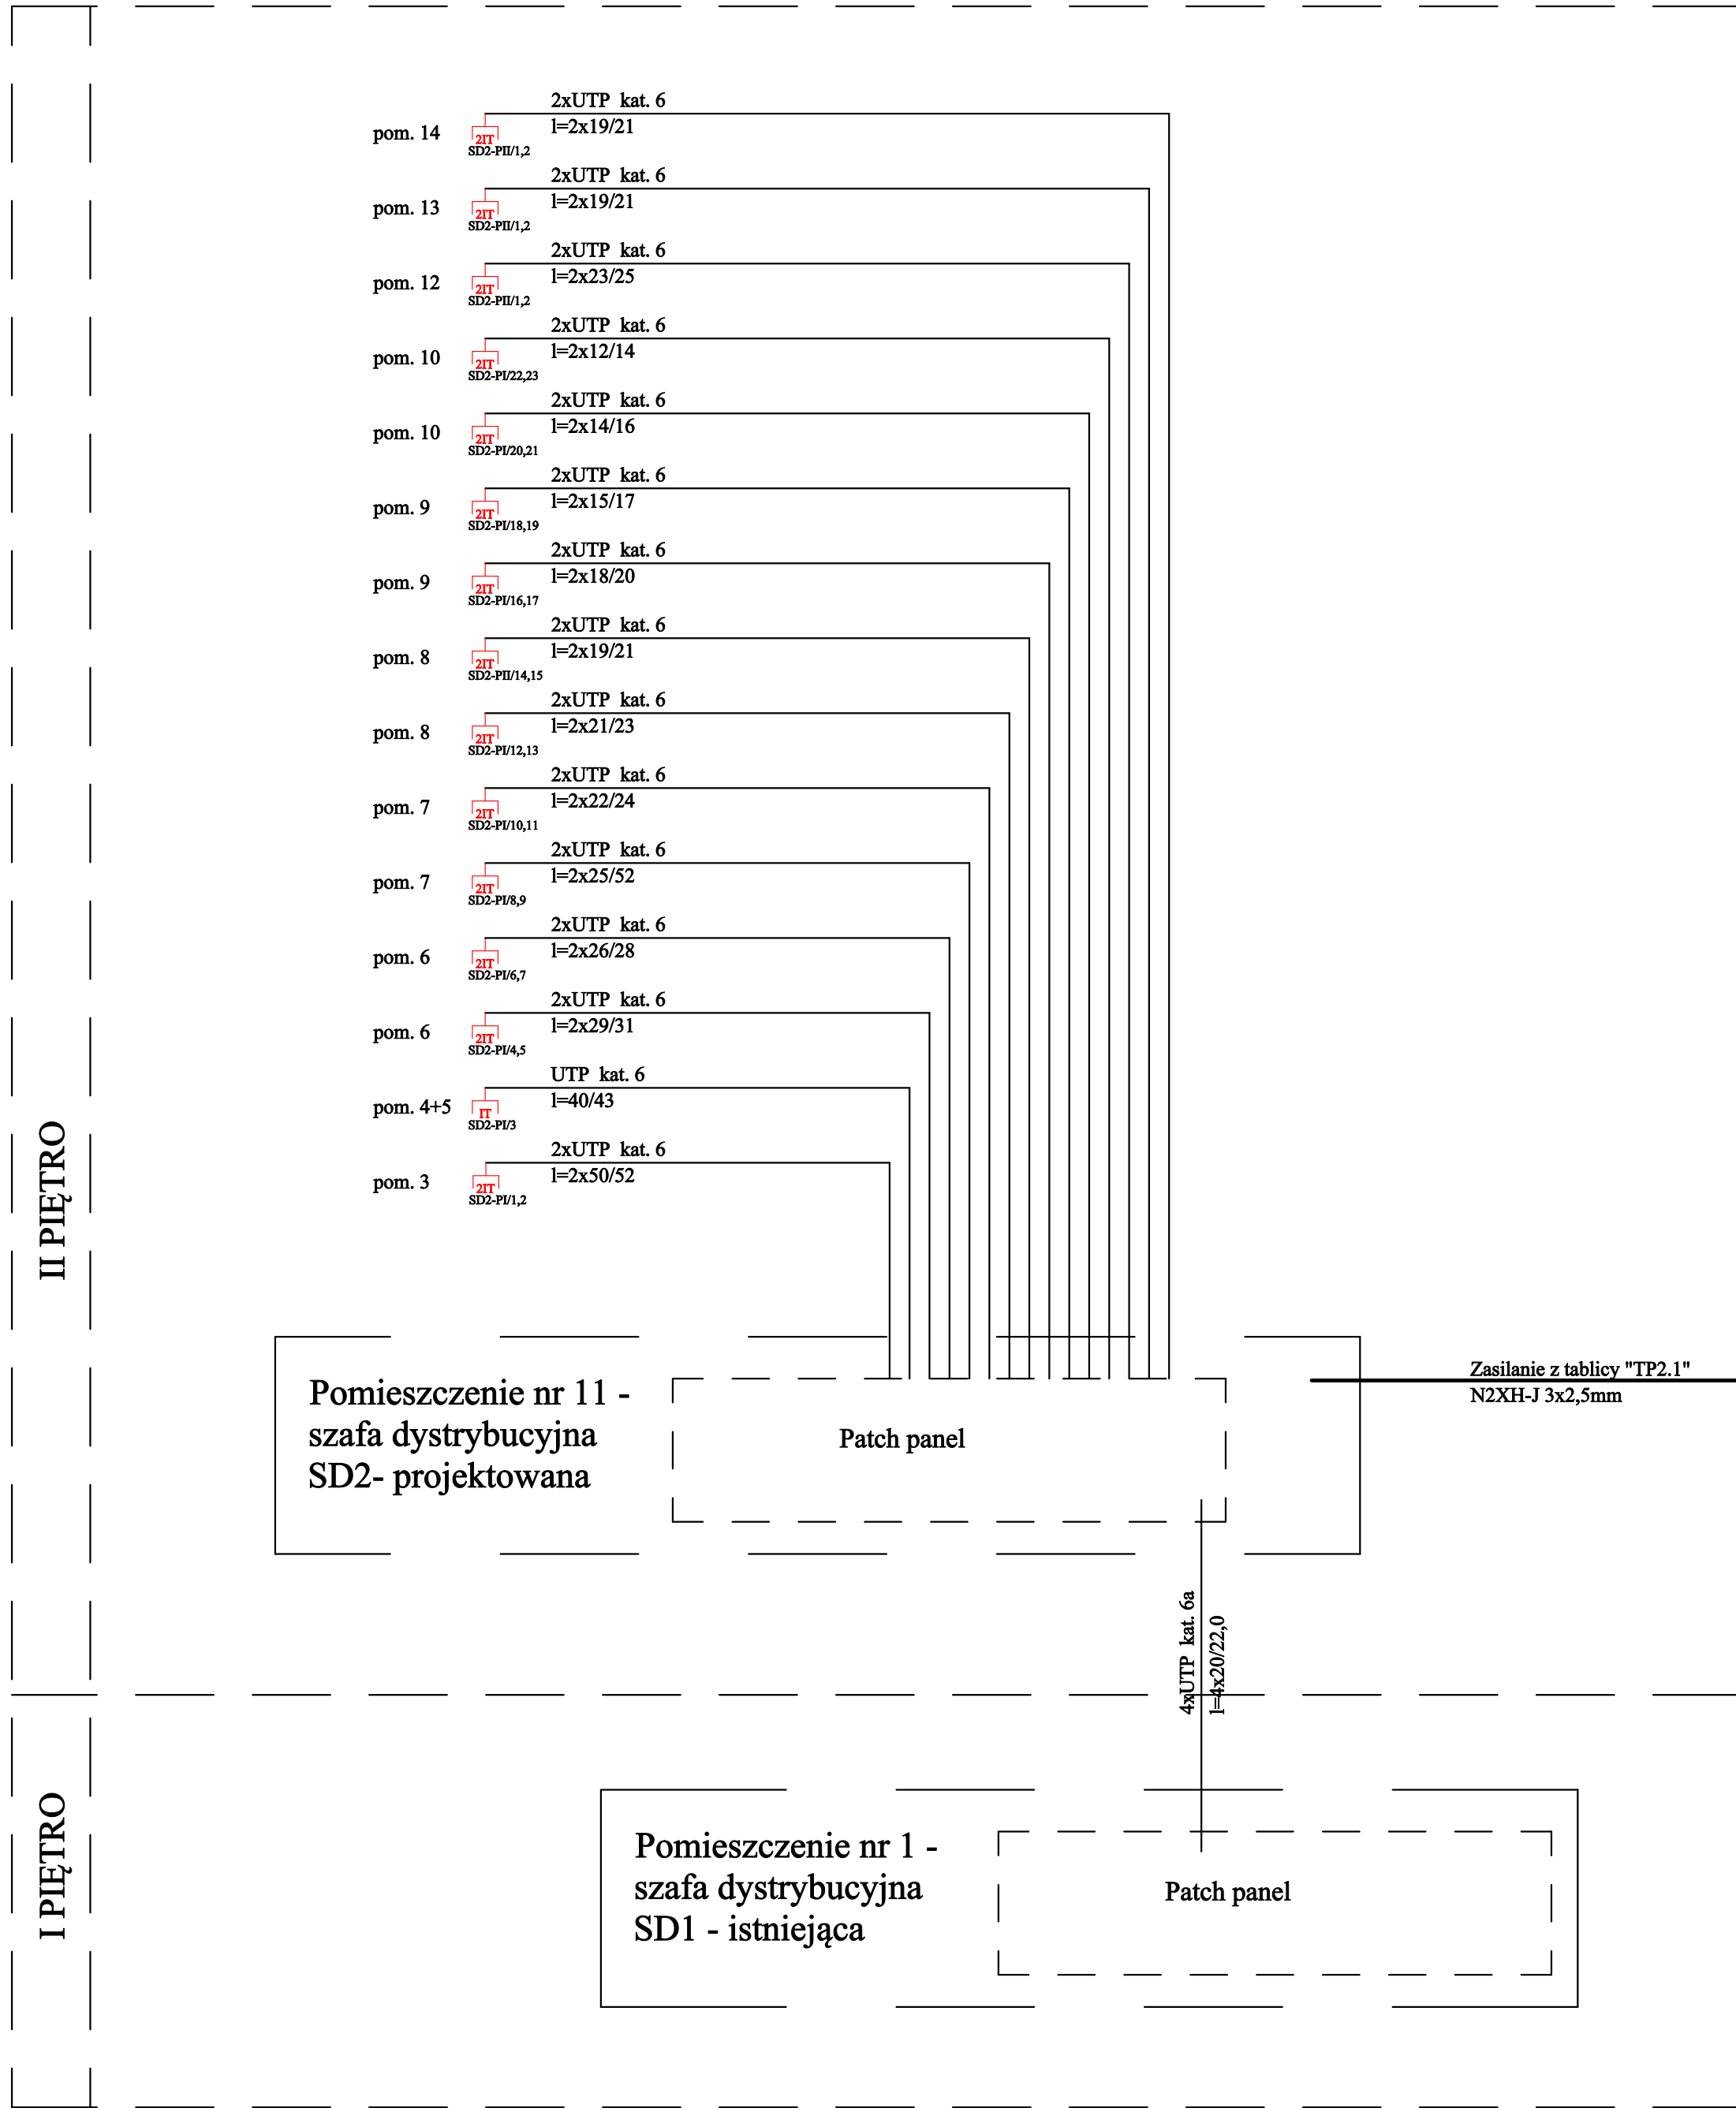 2xUTP kat. 6
pom. 14
l=2x19/21
2IT
SD2-PII/1,2
2xUTP kat. 6
pom. 13
l=2x19/21
2IT
SD2-PII/1,2
2xUTP kat. 6
pom. 12
l=2x23/25
2IT
SD2-PII/1,2
2xUTP kat. 6
pom. 10
l=2x12/14
2IT
SD2-PI/22,23
2xUTP kat. 6
pom. 10
l=2x14/16
2IT
SD2-PI/20,21
2xUTP kat. 6
pom. 9
l=2x15/17
2IT
SD2-PI/18,19
2xUTP kat. 6
pom. 9
l=2x18/20
2IT
SD2-PI/16,17
2xUTP kat. 6
pom. 8
l=2x19/21
2IT
SD2-PII/14,15
2xUTP kat. 6
pom. 8
l=2x21/23
2IT
SD2-PI/12,13
2xUTP kat. 6
pom. 7
l=2x22/24
2IT
SD2-PI/10,11
2xUTP kat. 6
pom. 7
l=2x25/52
2IT
SD2-PI/8,9
2xUTP kat. 6
pom. 6
l=2x26/28
2IT
SD2-PI/6,7
2xUTP kat. 6
pom. 6
l=2x29/31
2IT
SD2-PI/4,5
UTP kat. 6
pom. 4+5
l=40/43
IT
SD2-PI/3
2xUTP kat. 6
pom. 3
l=2x50/52
2IT
SD2-PI/1,2
II PIĘTRO
Pomieszczenie nr 11 -
szafa dystrybucyjna
SD2- projektowana
Patch panel
Zasilanie z tablicy "TP2.1"
N2XH-J 3x2,5mm
4xUTP kat. 6a
l=4x20/22,0
I PIĘTRO
Pomieszczenie nr 1 -
szafa dystrybucyjna
SD1 - istniejąca
Patch panel